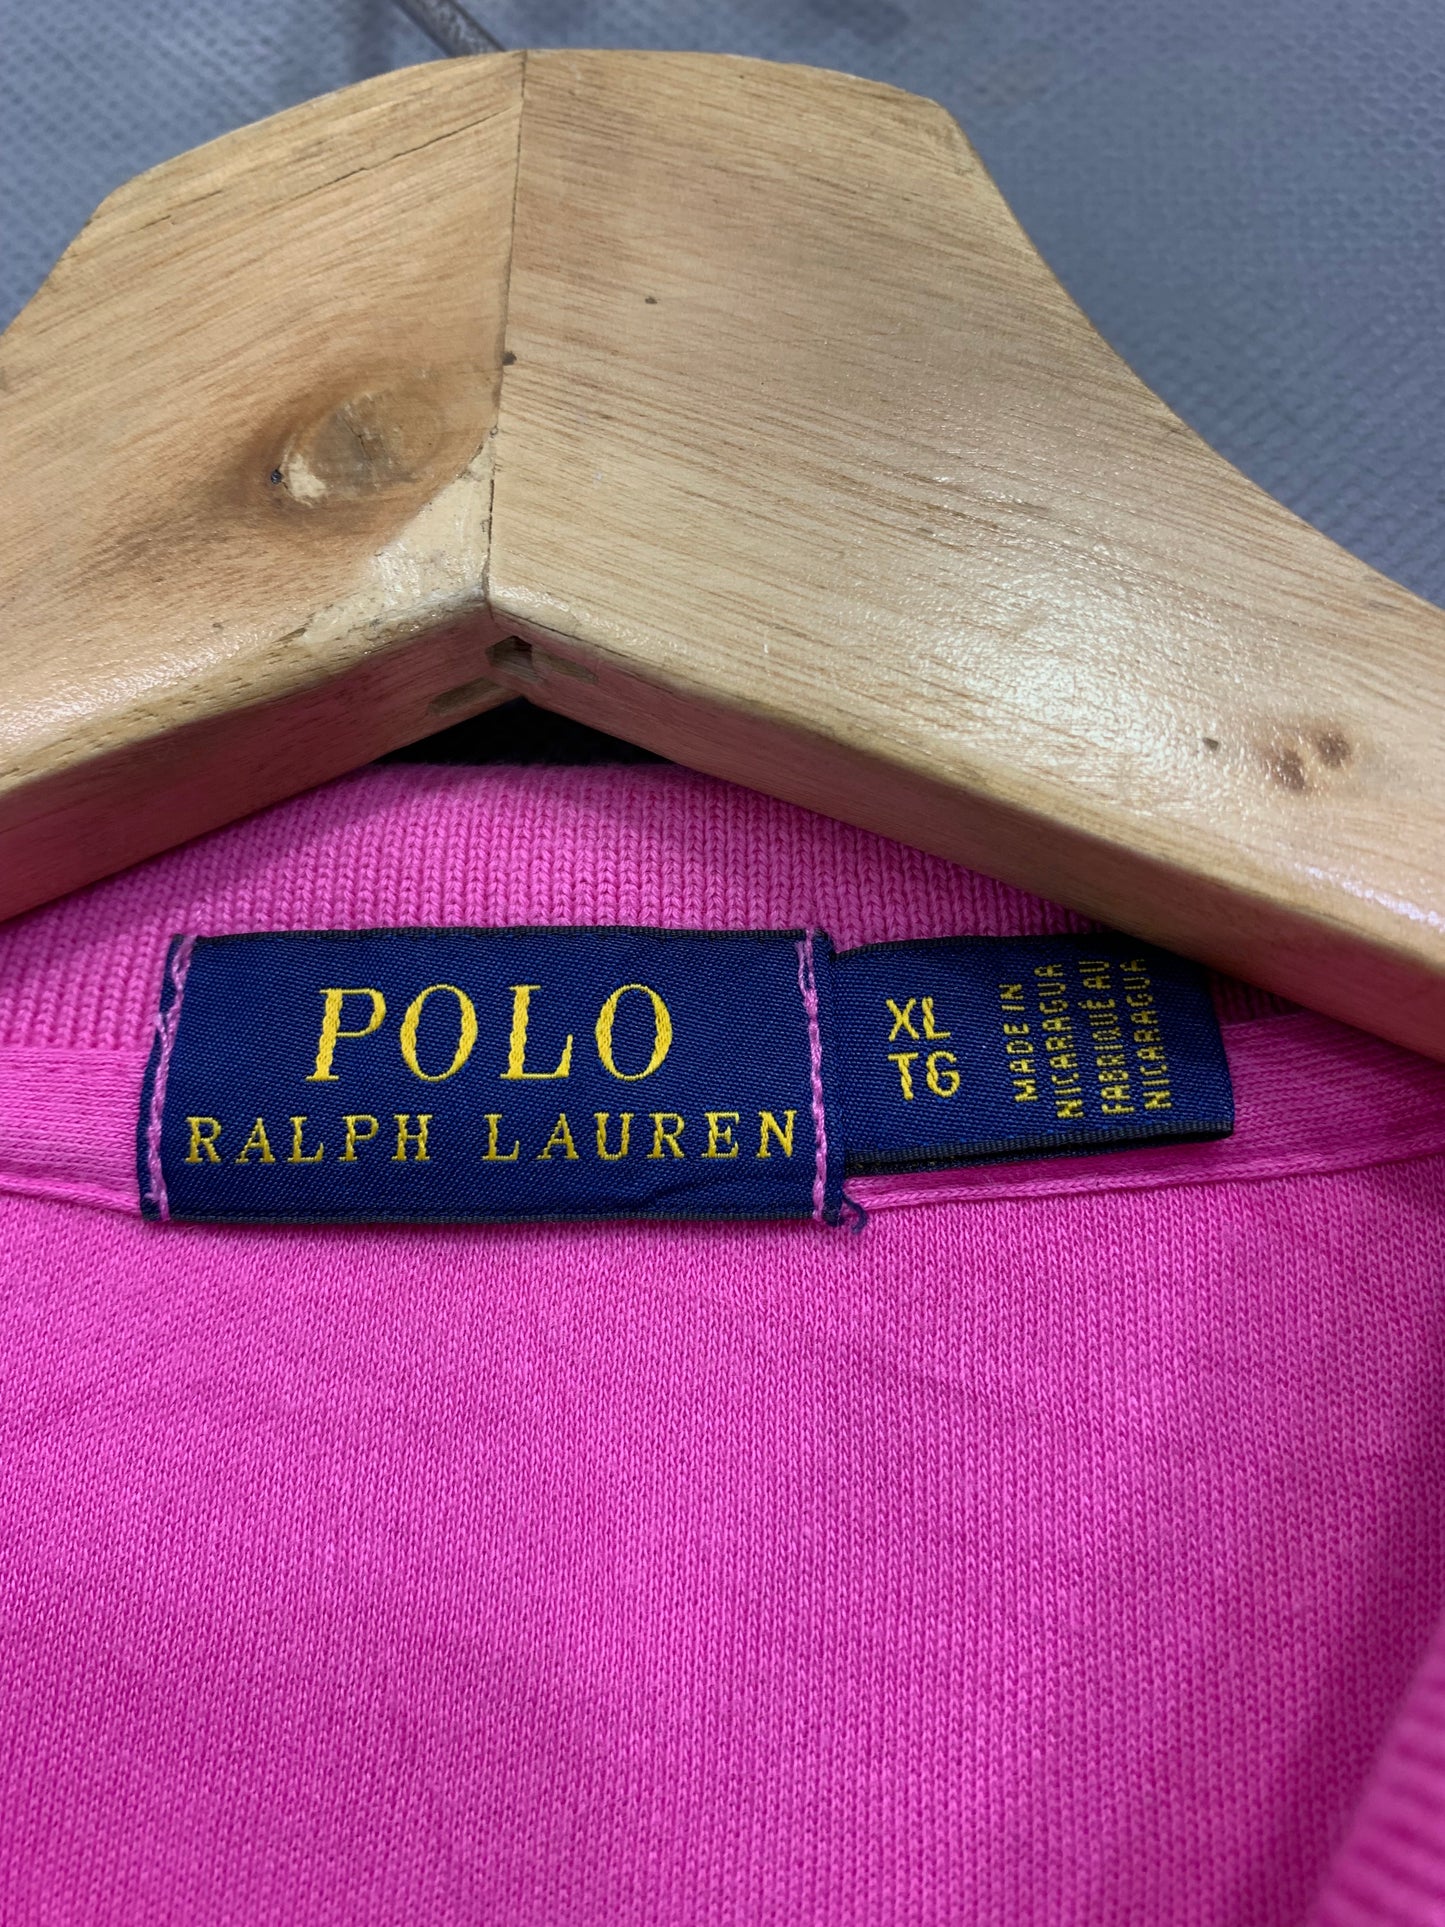 POLO
RALPH LAUREN
XL
TG
MADE IN
NICARAGUA
FABRIQUÉ AU
NICARAGUA